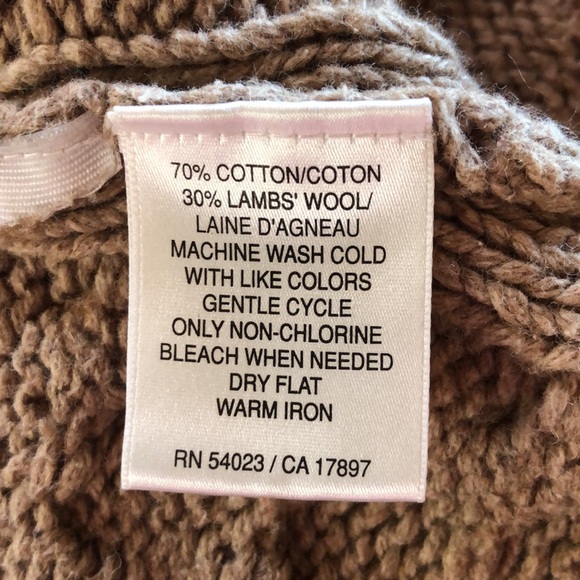 70% COTTON/COTON
30% LAMBS' WOOL/
LAINE D'AGNEAU
MACHINE WASH COLD
WITH LIKE COLORS
GENTLE CYCLE
ONLY NON-CHLORINE
BLEACH WHEN NEEDED
DRY FLAT
WARM IRON
RN 54023 / CA 17897